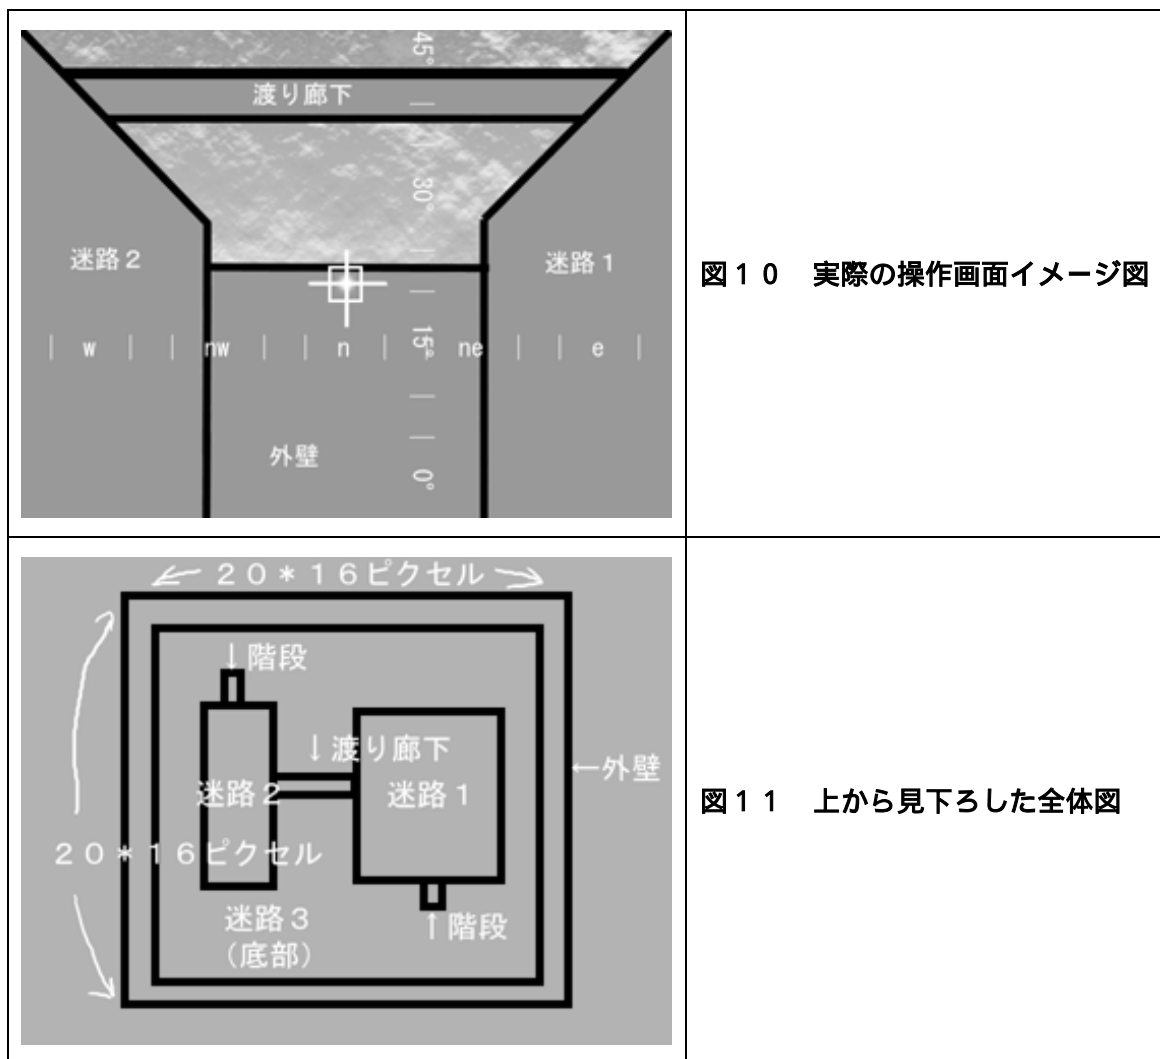 45°
渡り廊下
30°
迷路2
迷路1
w
nw
n
15°
ne
e
外壁
0°
図10 実際の操作画面イメージ図
20*16ピクセル
↓階段
↓渡り廊下
←外壁
迷路2
迷路1
20*16ピクセル
迷路3
(底部)
↑階段
図11 上から見下ろした全体図